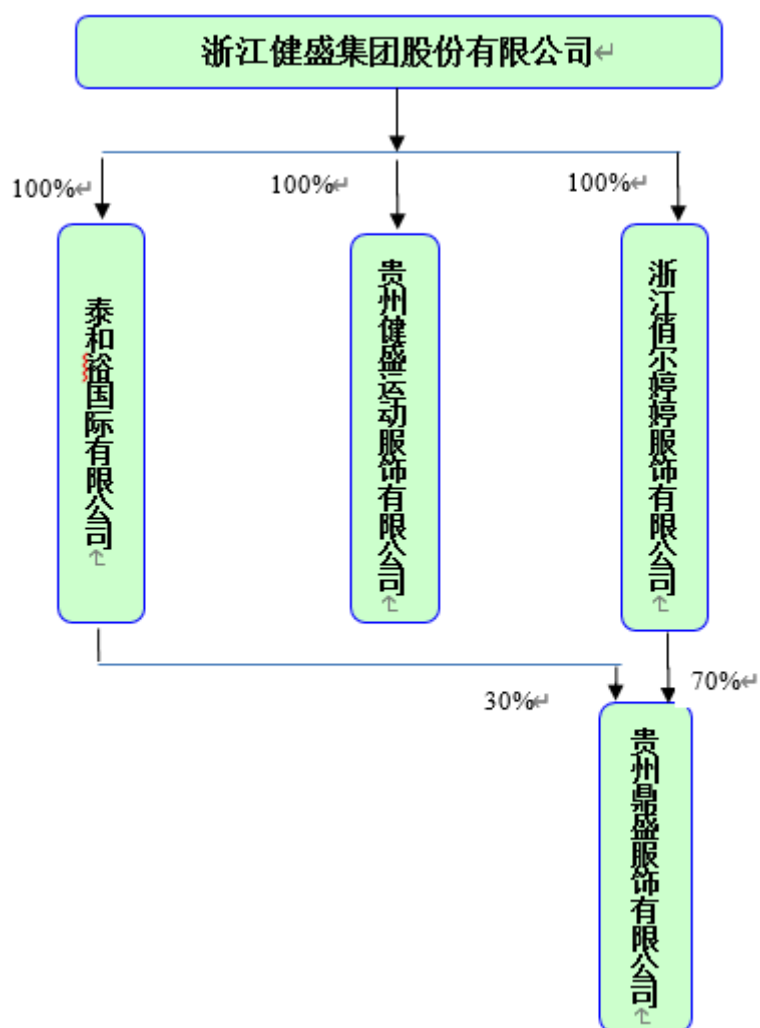 浙江健盛集团股份有限公司
100%
100%
100%
泰和裕国际有限公司
贵州健盛运动服饰有限公司
浙江俏尔婷婷服饰有限公司
30%
70%
贵州鼎盛服饰有限公司